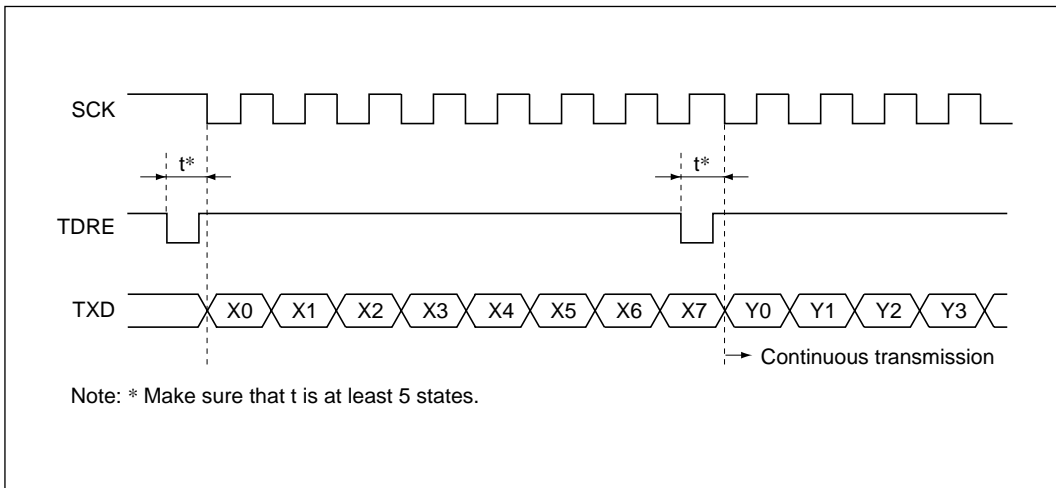 SCK
t* t*
TDRE
TXD X0 X1 X2 X3 X4 X5 X6 X7 Y0 Y1 Y2 Y3
Continuous transmission
Note: * Make sure that t is at least 5 states.